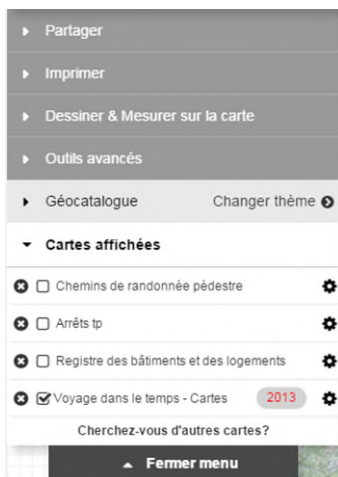 Partager
Imprimer
Dessiner & Mesurer sur la carte
Outils avancés
Géocatalogue Changer thème
Cartes affichées
Chemins de randonnée pédestre
Arrêts tp
Registre des bâtiments et des logements
Voyage dans le temps - Cartes 2013
Cherchez-vous d'autres cartes?
Fermer menu